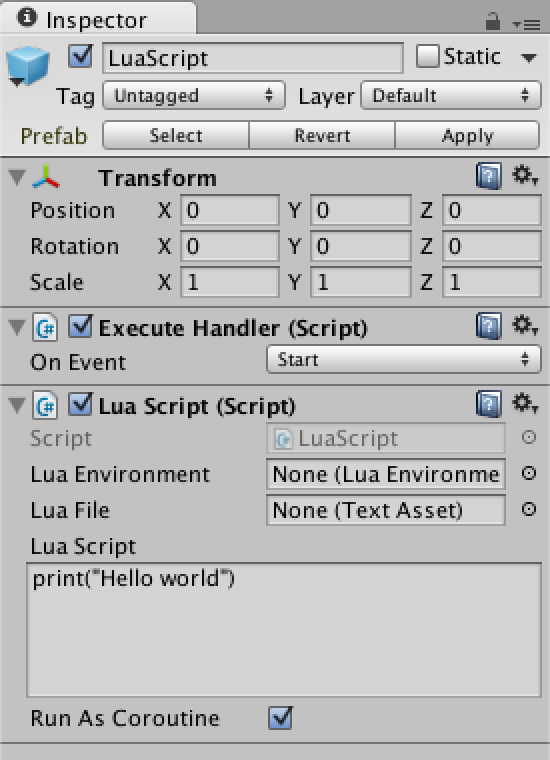 Inspector
LuaScript Static
Tag Untagged Layer Default
Prefab Select Revert Apply
Transform
Position X 0 Y 0 Z 0
Rotation X 0 Y 0 Z 0
Scale X 1 Y 1 Z 1
C# Execute Handler (Script)
On Event Start
C# Lua Script (Script)
Script LuaScript
Lua Environment None (Lua Environme
Lua File None (Text Asset)
Lua Script
print("Hello world")
Run As Coroutine